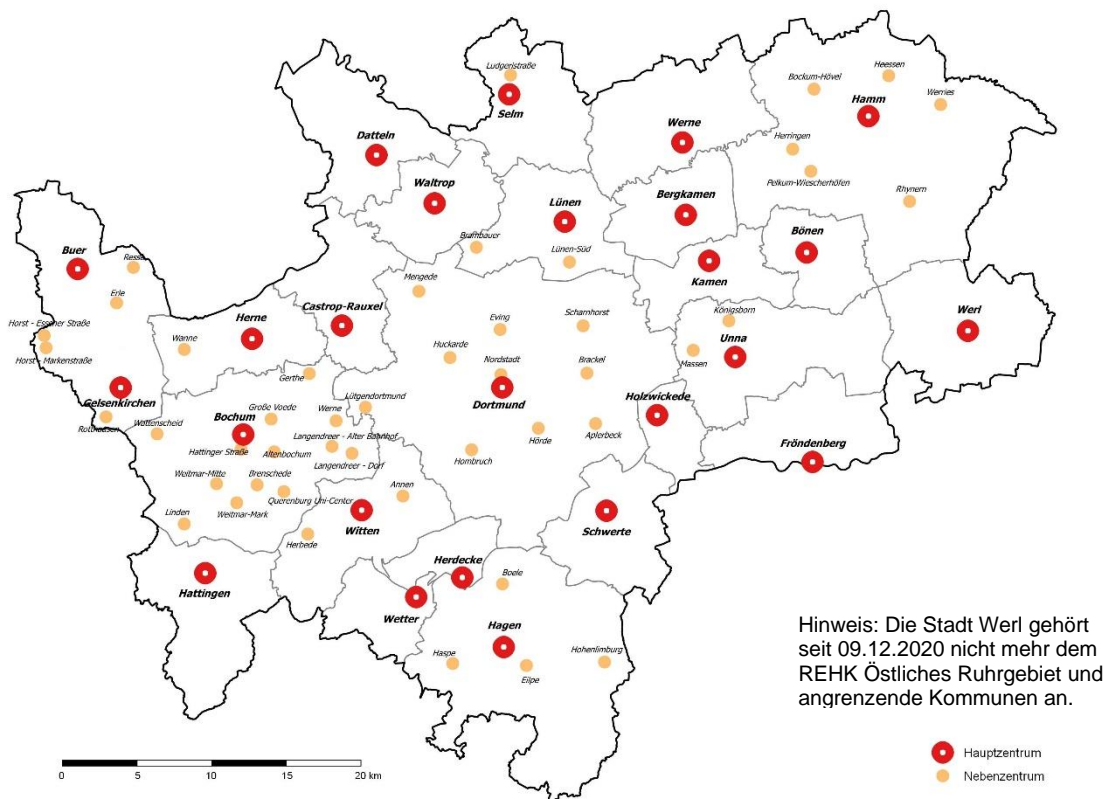 Ludgeristraße
Selm
Heessen
Bockum-Hövel
Werries
Hamm
Werne
Datteln
Herringen
Pelkum-Wiescherhöfen
Rhynern
Waltrop
Lünen
Bergkamen
Bönen
Brambauer
Lünen-Süd
Buer
Resse
Erle
Kamen
Mengede
Castrop-Rauxel
Herne
Wanne
Horst - Essener Straße
Horst - Markenstraße
Eving
Scharnhorst
Königsborn
Werl
Unna
Massen
Huckarde
Nordstadt
Brackel
Gerthe
Gelsenkirchen
Dortmund
Holzwickede
Lütgendortmund
Große Voede
Werne
Rotthausen
Wattenscheid
Bochum
Hörde
Aplerbeck
Langendreer - Alter Bahnhof
Hattinger Straße
Altenbochum
Langendreer - Dorf
Hombruch
Fröndenberg
Weitmar-Mitte
Brenschede
Annen
Querenburg Uni-Center
Linden
Weitmar-Mark
Witten
Schwerte
Herbede
Herdecke
Boele
Hattingen
Wetter
Hagen
Haspe
Eilpe
Hohenlimburg
Hinweis: Die Stadt Werl gehört
seit 09.12.2020 nicht mehr dem
REHK Östliches Ruhrgebiet und
angrenzende Kommunen an.
Hauptzentrum
Nebenzentrum
0 5 10 15 20 km